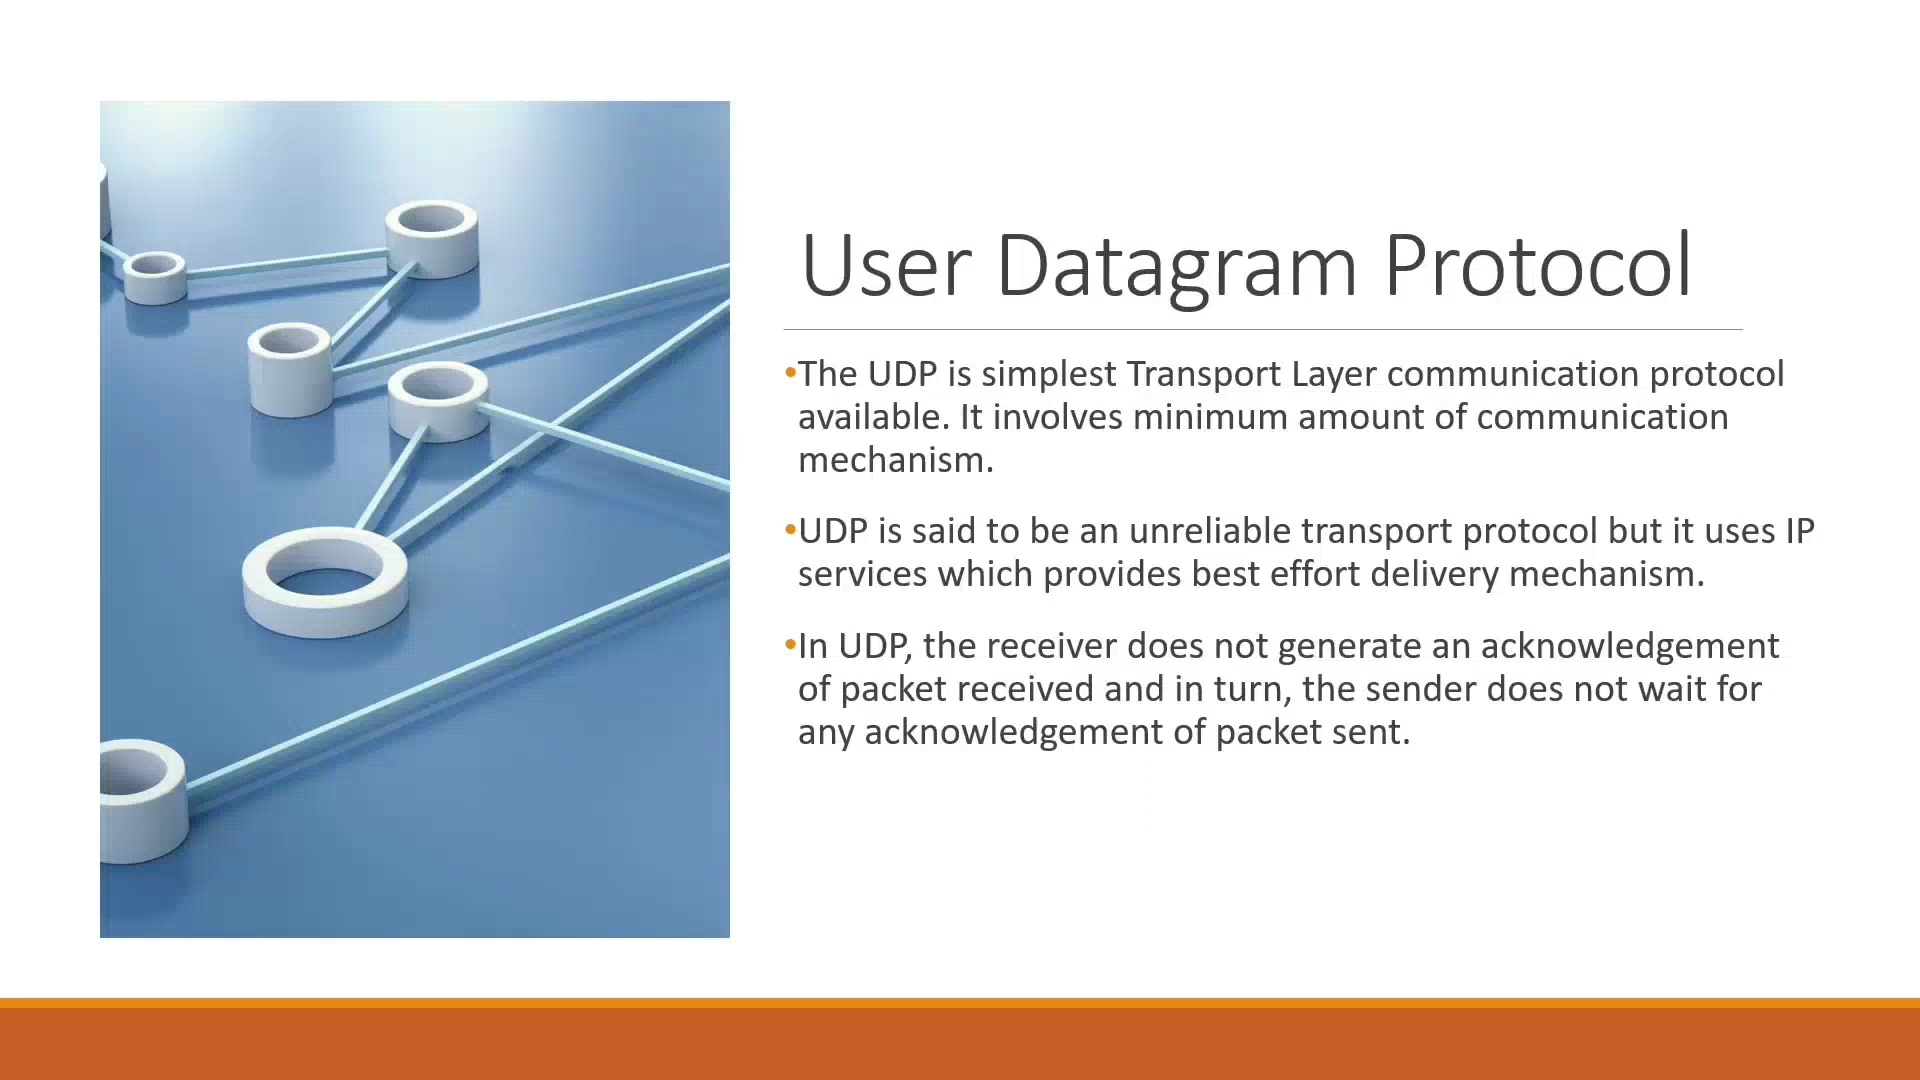 User Datagram Protocol
•The UDP is simplest Transport Layer communication protocol
available. It involves minimum amount of communication
mechanism.
•UDP is said to be an unreliable transport protocol but it uses IP
services which provides best effort delivery mechanism.
•In UDP, the receiver does not generate an acknowledgement
of packet received and in turn, the sender does not wait for
any acknowledgement of packet sent.